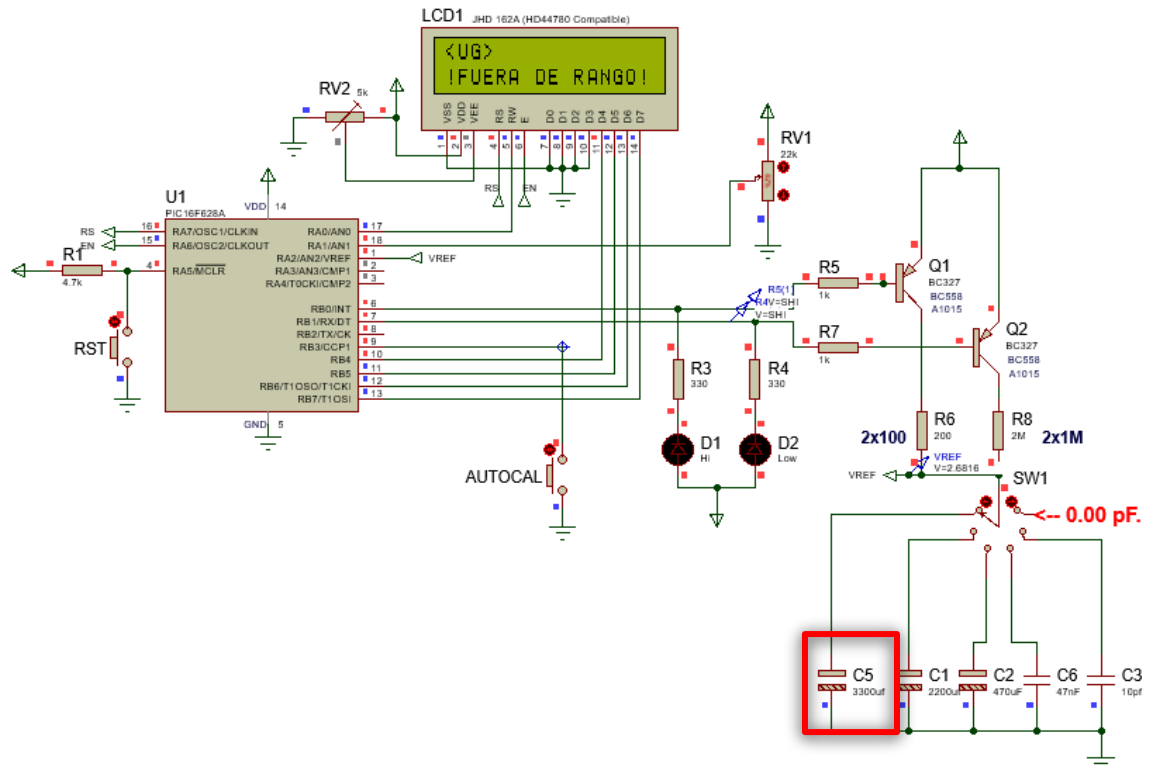 LCD1 JHD 162A (HD44780 Compatible)
<UG>
!FUERA DE RANGO!
VSS VDD VEE RS RW E D0 D1 D2 D3 D4 D5 D6 D7
1 2 3 4 5 6 7 8 9 10 11 12 13 14
RV2 5k
RS EN
RV1
22k
U1
PIC16F628A
VDD 14
RS 16 RA7/OSC1/CLKIN
EN 15 RA6/OSC2/CLKOUT
4 RA5/MCLR
RA0/AN0 17
RA1/AN1 18
RA2/AN2/VREF 1 VREF
RA3/AN3/CMP1 2
RA4/T0CKI/CMP2 3
RB0/INT 6
RB1/RX/DT 7
RB2/TX/CK 8
RB3/CCP1 9
RB4 10
RB5 11
RB6/T1OSO/T1CKI 12
RB7/T1OSI 13
GND 5
R1
4.7k
RST
AUTOCAL
R5(1)
R4V=SHI
V=SHI
R5
1k
R7
1k
Q1
BC327
BC558
A1015
Q2
BC327
BC558
A1015
R3
330
R4
330
D1
Hi
D2
Low
2x100
R6
200
R8
2M
2x1M
VREF
V=2.6816
VREF
SW1
<-- 0.00 pF.
C5
3300uf
C1
2200uf
C2
470uF
C6
47nF
C3
10pf